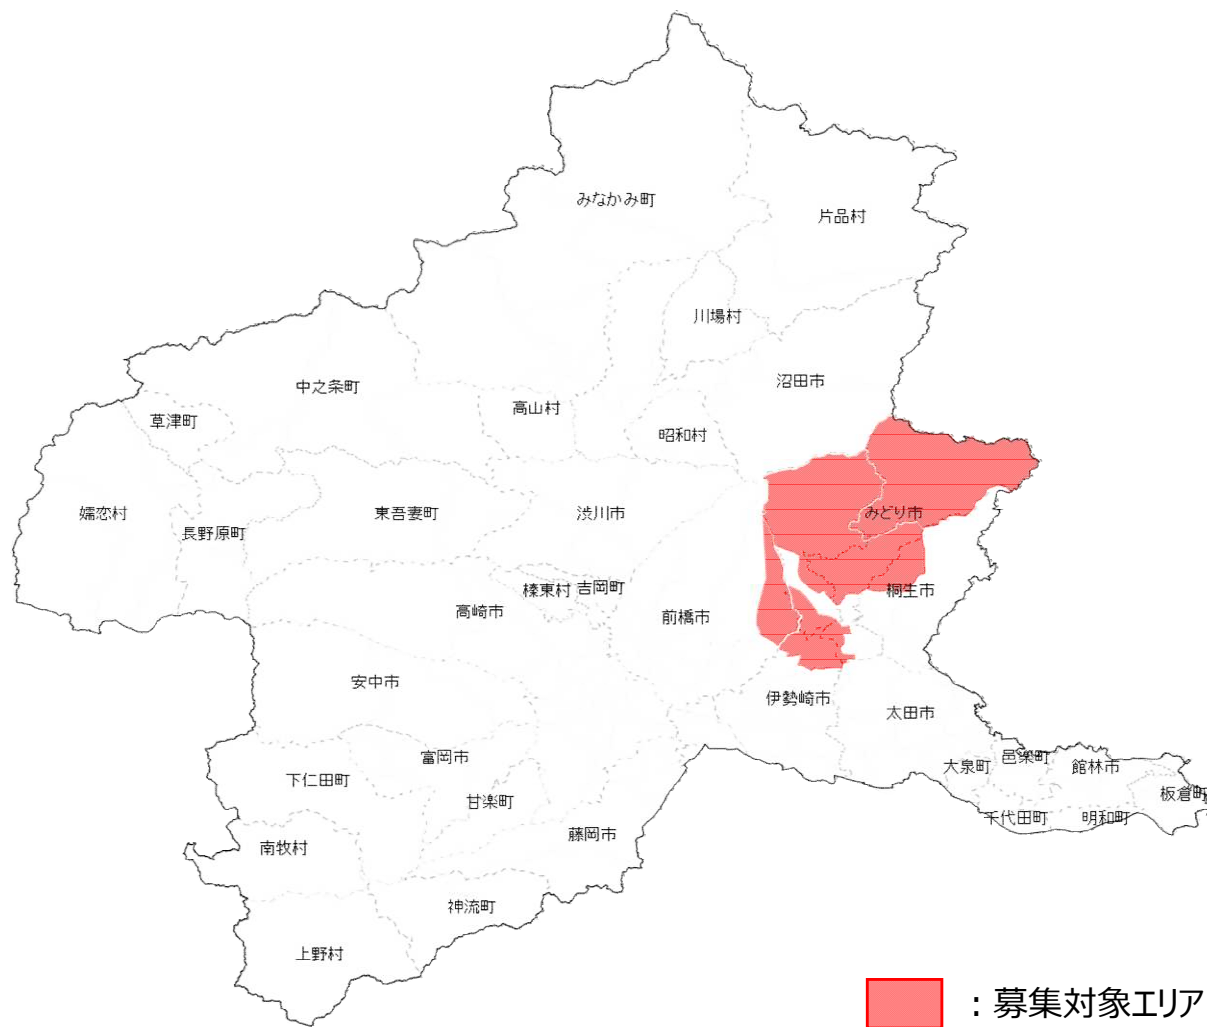 みなかみ町
片品村
川場村
沼田市
中之条町
高山村
草津町
昭和村
嬬恋村
長野原町
東吾妻町
渋川市
みどり市
榛東村
吉岡町
高崎市
前橋市
桐生市
安中市
伊勢崎市
太田市
富岡市
下仁田町
甘楽町
大泉町
邑楽町
館林市
板倉町
千代田町
明和町
藤岡市
南牧村
神流町
上野村
：募集対象エリア